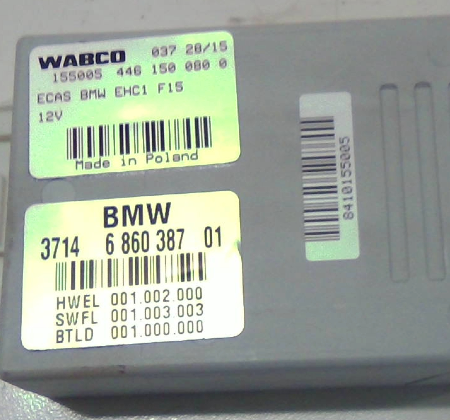 WABCO 037 28/15
155005 446 150 080 0
ECAS BMW EHC1 F15
12V
Made in Poland
BMW
3714 6 860 387 01
HWEL 001.002.000
SWFL 001.003.003
BTLD 001.000.000
8410155005